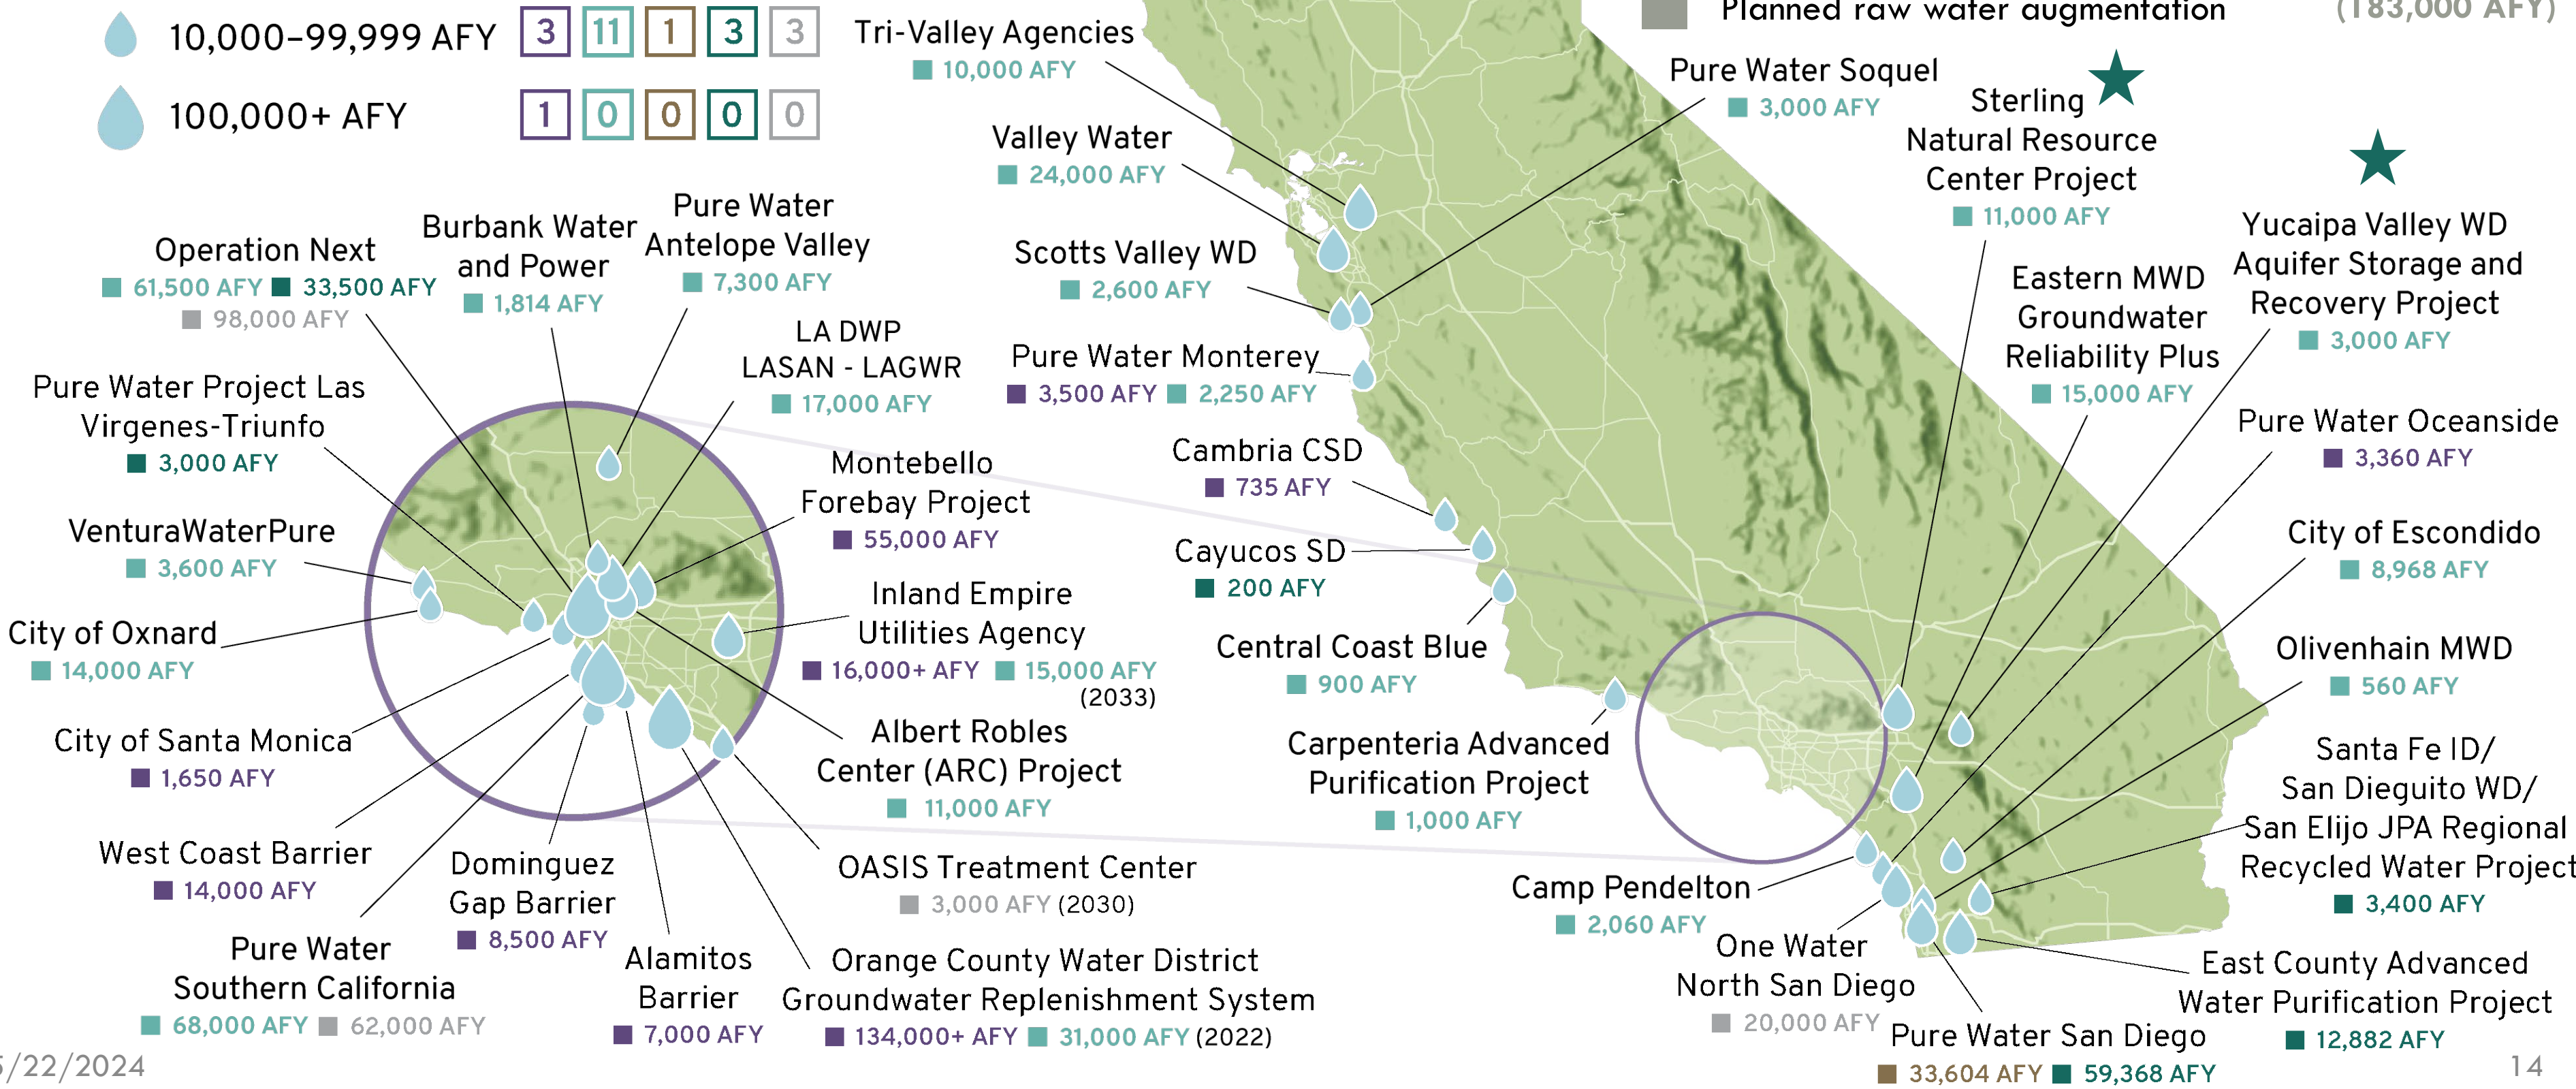 10,000–99,999 AFY 3 11 1 3 3
100,000+ AFY 1 0 0 0 0
Planned raw water augmentation (183,000 AFY)
Tri-Valley Agencies
10,000 AFY
Pure Water Soquel
3,000 AFY
Valley Water
24,000 AFY
Sterling
Natural Resource
Center Project
11,000 AFY
Scotts Valley WD
2,600 AFY
Yucaipa Valley WD
Aquifer Storage and
Recovery Project
3,000 AFY
Eastern MWD
Groundwater
Reliability Plus
15,000 AFY
Operation Next
61,500 AFY 33,500 AFY
98,000 AFY
Burbank Water
and Power
1,814 AFY
Pure Water
Antelope Valley
7,300 AFY
LA DWP
LASAN - LAGWR
17,000 AFY
Pure Water Monterey
3,500 AFY 2,250 AFY
Pure Water Project Las
Virgenes-Triunfo
3,000 AFY
Montebello
Forebay Project
55,000 AFY
Cambria CSD
735 AFY
Pure Water Oceanside
3,360 AFY
VenturaWaterPure
3,600 AFY
Cayucos SD
200 AFY
City of Escondido
8,968 AFY
City of Oxnard
14,000 AFY
Inland Empire
Utilities Agency
16,000+ AFY 15,000 AFY
(2033)
Central Coast Blue
900 AFY
Olivenhain MWD
560 AFY
City of Santa Monica
1,650 AFY
Albert Robles
Center (ARC) Project
11,000 AFY
Carpenteria Advanced
Purification Project
1,000 AFY
Santa Fe ID/
San Dieguito WD/
San Elijo JPA Regional
Recycled Water Project
3,400 AFY
West Coast Barrier
14,000 AFY
Dominguez
Gap Barrier
8,500 AFY
OASIS Treatment Center
3,000 AFY (2030)
Camp Pendelton
2,060 AFY
Pure Water
Southern California
68,000 AFY 62,000 AFY
Alamitos
Barrier
7,000 AFY
Orange County Water District
Groundwater Replenishment System
134,000+ AFY 31,000 AFY (2022)
One Water
North San Diego
20,000 AFY
East County Advanced
Water Purification Project
12,882 AFY
Pure Water San Diego
33,604 AFY 59,368 AFY
5/22/2024
14